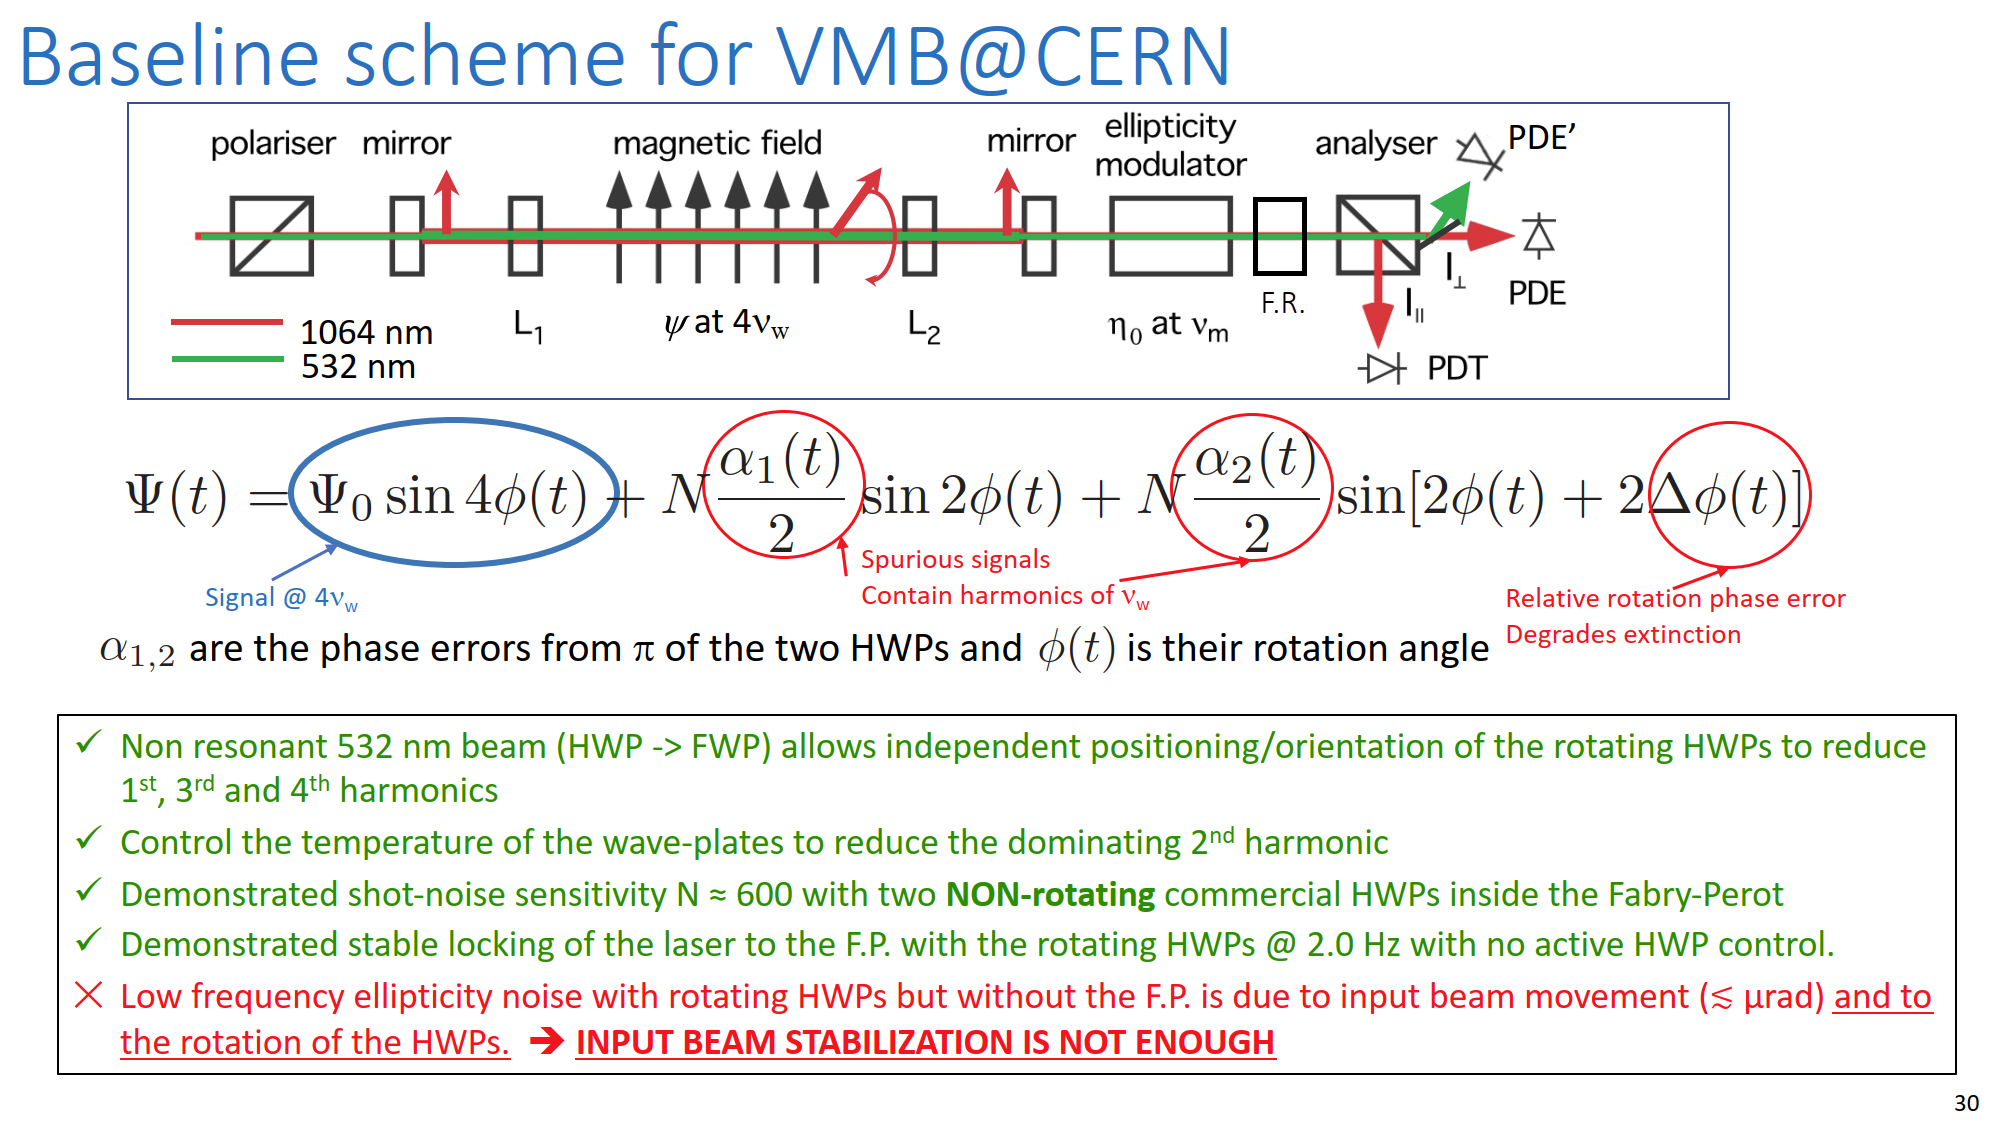 Baseline scheme for VMB@CERN
polariser mirror magnetic field mirror ellipticity modulator analyser PDE’
F.R. I⊥ PDE
L₁ ψ at 4νw L₂ η₀ at νm I||
1064 nm
532 nm
PDT
Ψ(t) = Ψ₀ sin 4ϕ(t) + N α₁(t)/2 sin 2ϕ(t) + N α₂(t)/2 sin[2ϕ(t) + 2Δϕ(t)]
Signal @ 4νw
Spurious signals
Contain harmonics of νw
Relative rotation phase error
Degrades extinction
α₁,₂ are the phase errors from π of the two HWPs and ϕ(t) is their rotation angle
✓ Non resonant 532 nm beam (HWP -> FWP) allows independent positioning/orientation of the rotating HWPs to reduce
1st, 3rd and 4th harmonics
✓ Control the temperature of the wave-plates to reduce the dominating 2nd harmonic
✓ Demonstrated shot-noise sensitivity N ≈ 600 with two NON-rotating commercial HWPs inside the Fabry-Perot
✓ Demonstrated stable locking of the laser to the F.P. with the rotating HWPs @ 2.0 Hz with no active HWP control.
✕ Low frequency ellipticity noise with rotating HWPs but without the F.P. is due to input beam movement (≲ μrad) and to
the rotation of the HWPs. ➔ INPUT BEAM STABILIZATION IS NOT ENOUGH
30